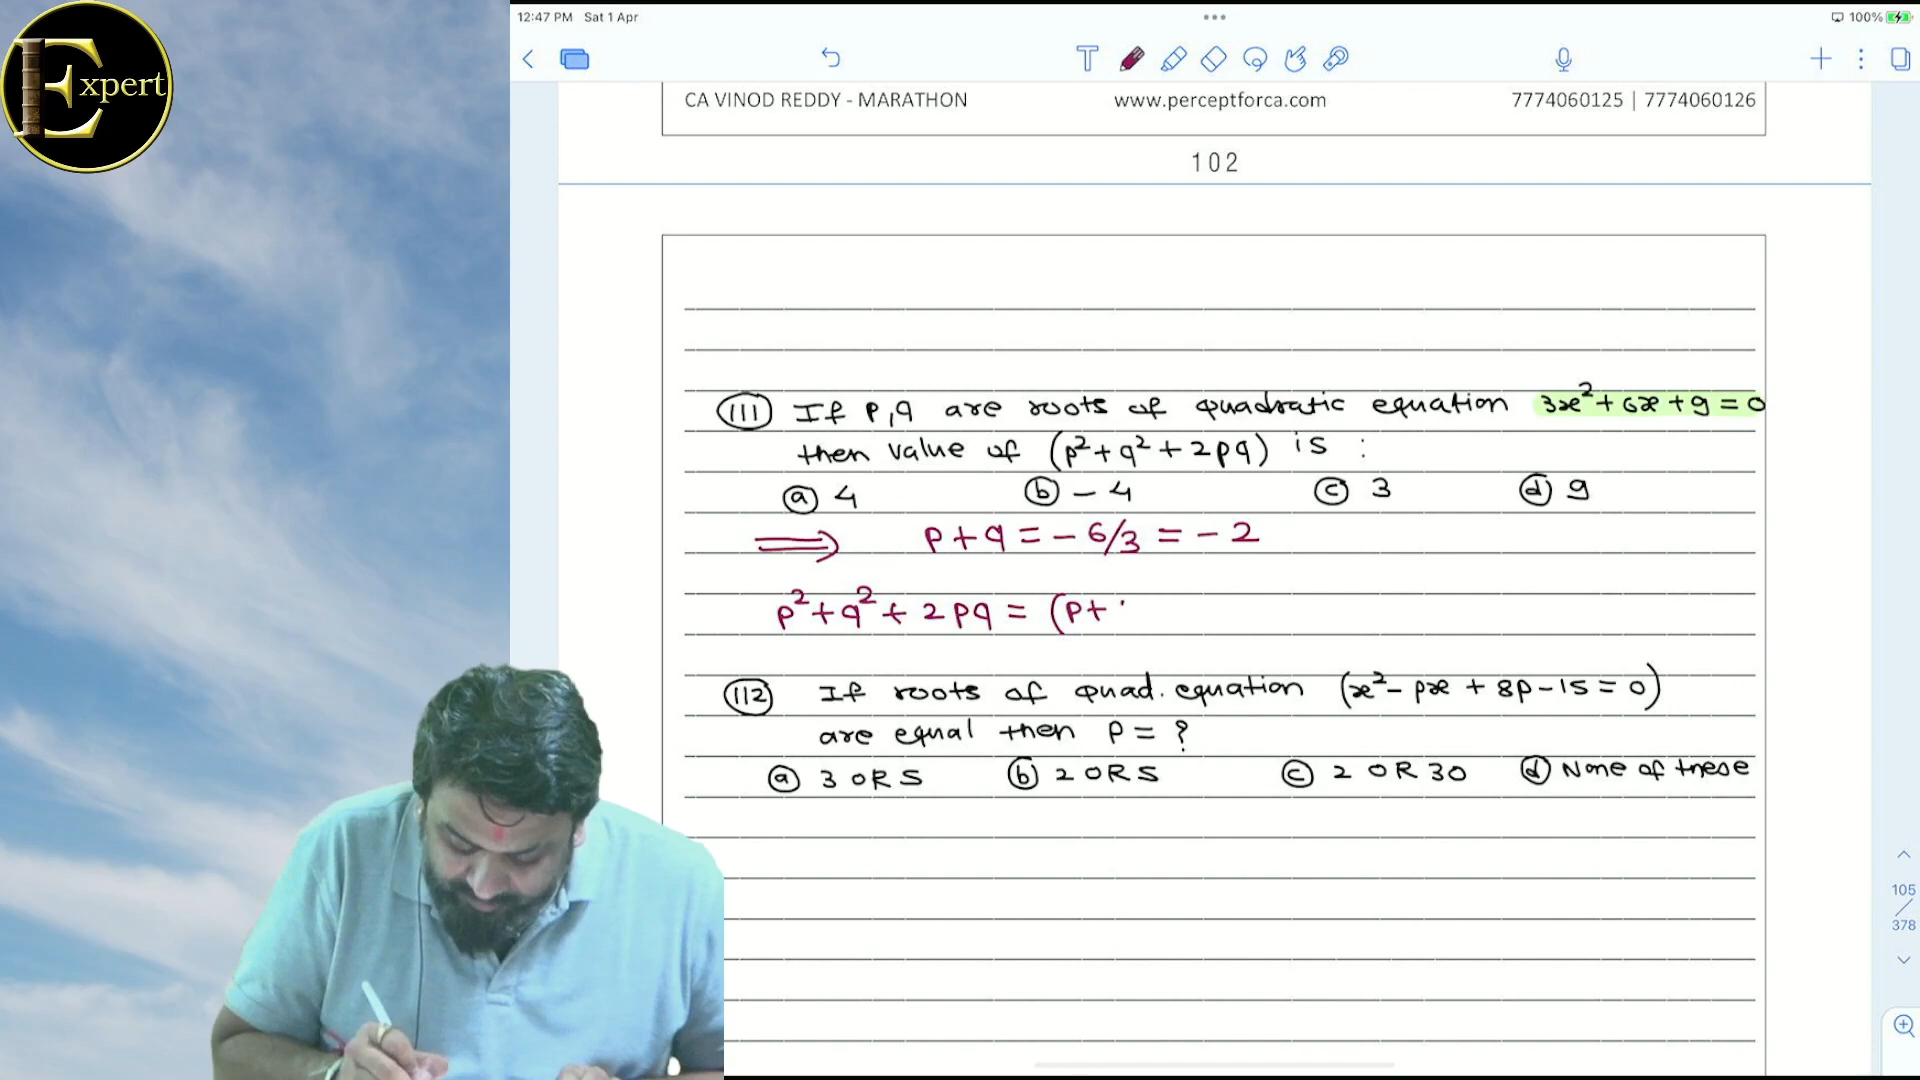 Expert
12:47 PM Sat 1 Apr
100%
CA VINOD REDDY - MARATHON www.perceptforca.com 7774060125 | 7774060126
102
(111) If p,q are roots of quadratic equation 3x²+6x+9=0
then value of (p²+q²+2pq) is :
(a) 4 (b) -4 (c) 3 (d) 9
⟹ p+q = -6/3 = -2
p²+q²+2pq = (p+
(112) If roots of quad. equation (x²-px+8p-15=0)
are equal then p = ?
(a) 3 OR 5 (b) 2 OR 5 (c) 2 OR 30 (d) None of these
105
/
378